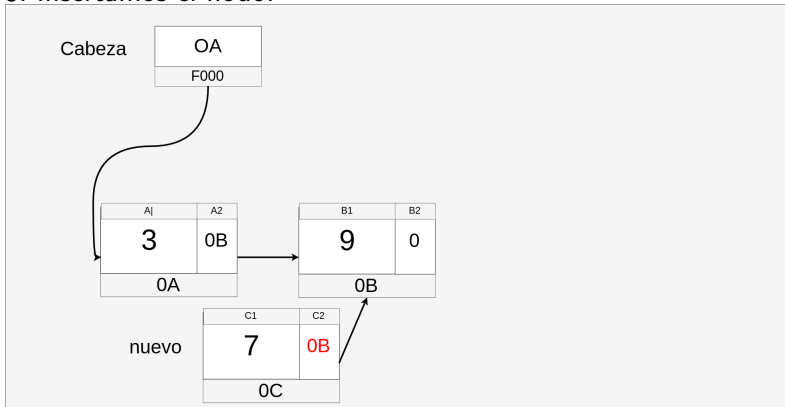 Cabeza
OA
F000
A| A2 B1 B2
3 0B 9 0
0A 0B
C1 C2
nuevo 7 0B
0C